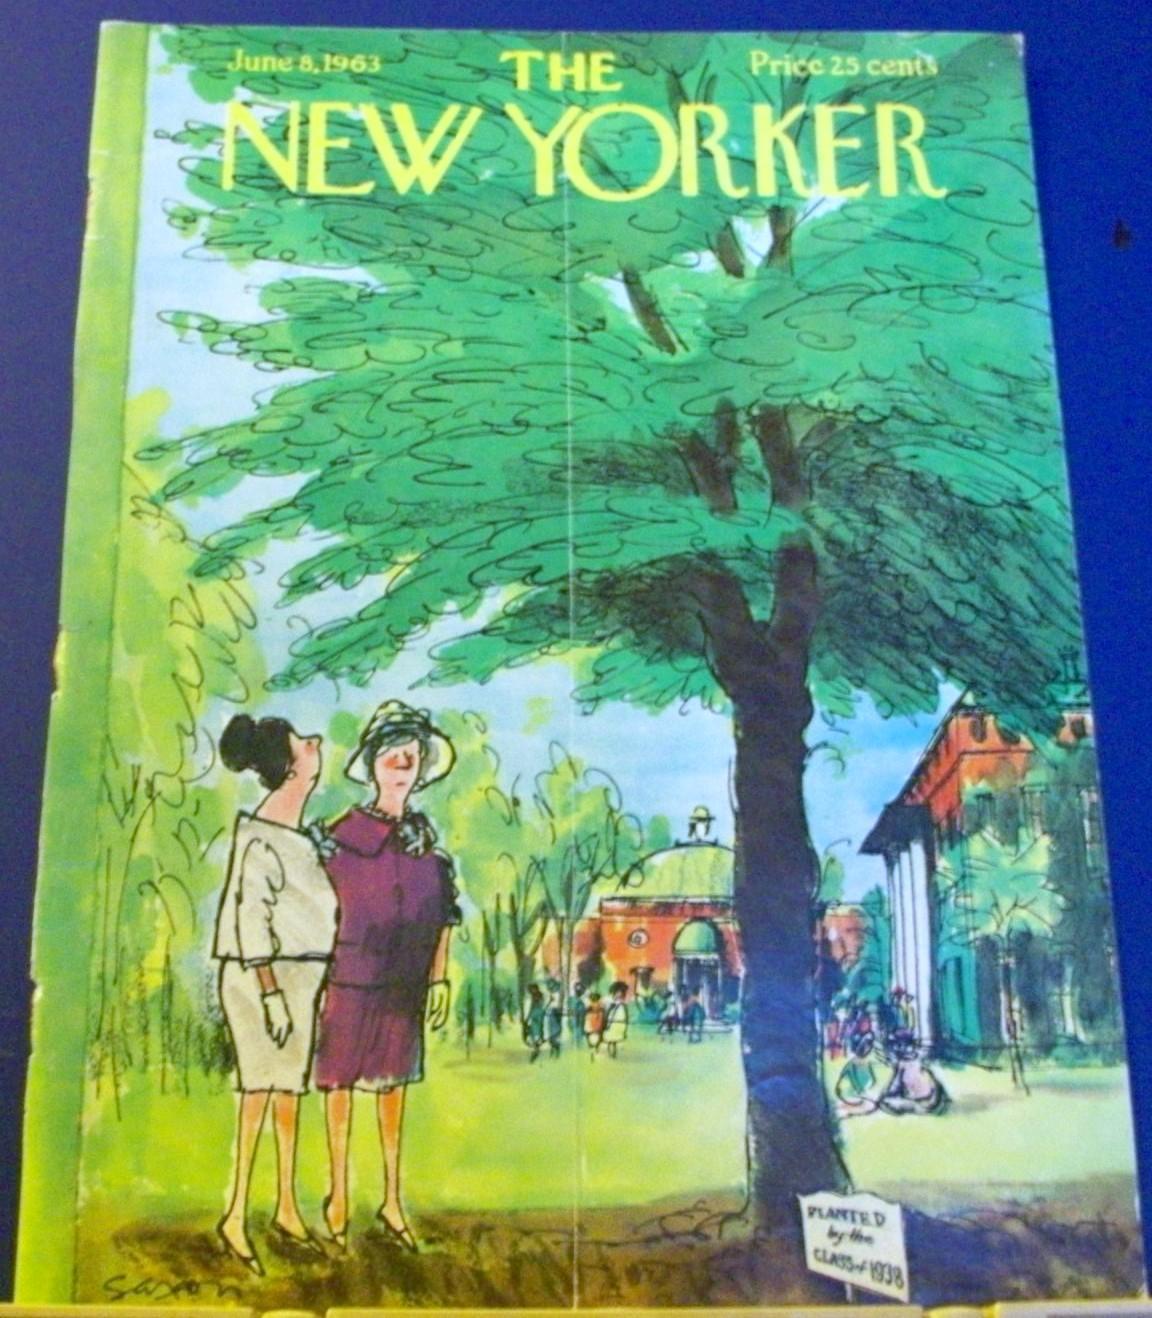 June 8, 1963
THE
Price 25 cents
NEW YORKER
PLANTED
by the
CLASS of 1938
Saxon